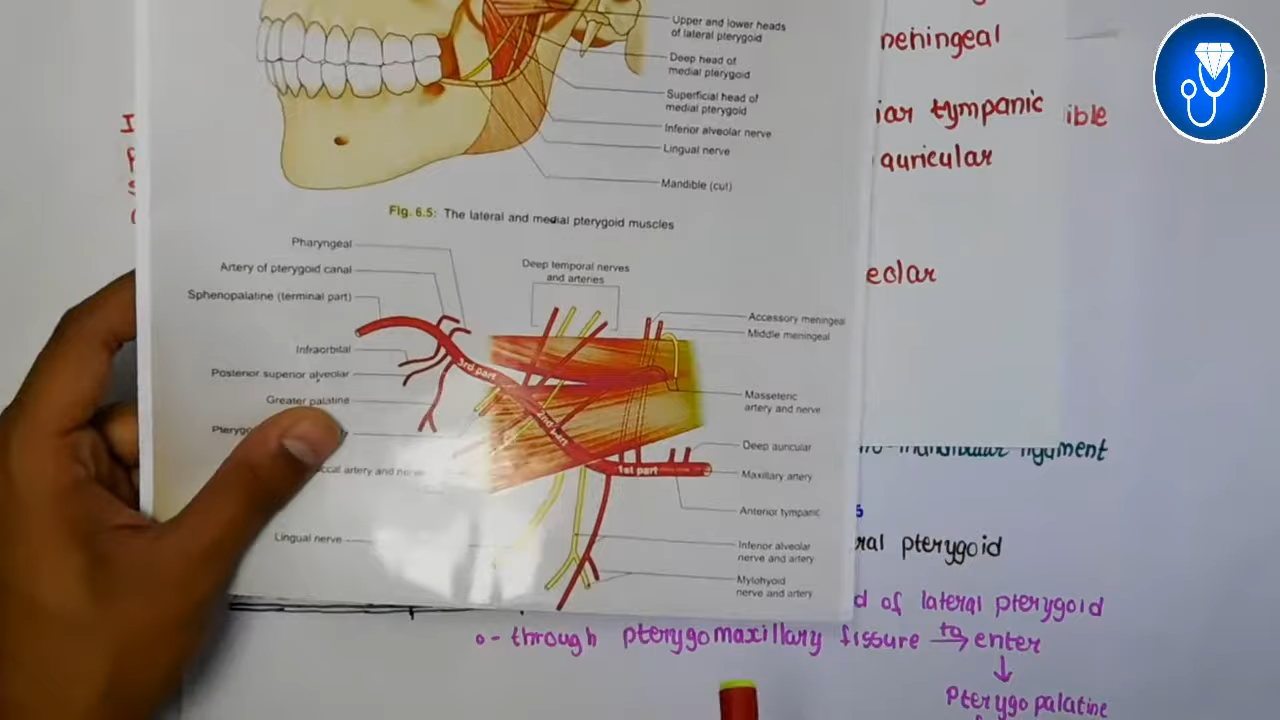 Upper and lower heads
of lateral pterygoid
Deep head of
medial pterygoid
Superficial head of
medial pterygoid
Inferior alveolar nerve
Lingual nerve
Mandible (cut)
Fig. 6.5: The lateral and medial pterygoid muscles
Pharyngeal
Artery of pterygoid canal
Sphenopalatine (terminal part)
Infraorbital
Posterior superior alveolar
Greater palatine
Lingual nerve
Deep temporal nerves
and arteries
3rd part
2nd part
1st part
Accessory meningeal
Middle meningeal
Masseteric
artery and nerve
Deep auricular
Maxillary artery
Anterior tympanic
Inferior alveolar
nerve and artery
Mylohyoid
nerve and artery
tympanic
ible
auricular
ligament
pterygoid
of lateral pterygoid
o- through pterygomaxillary fissure to → enter
↓
Pterygopalatine